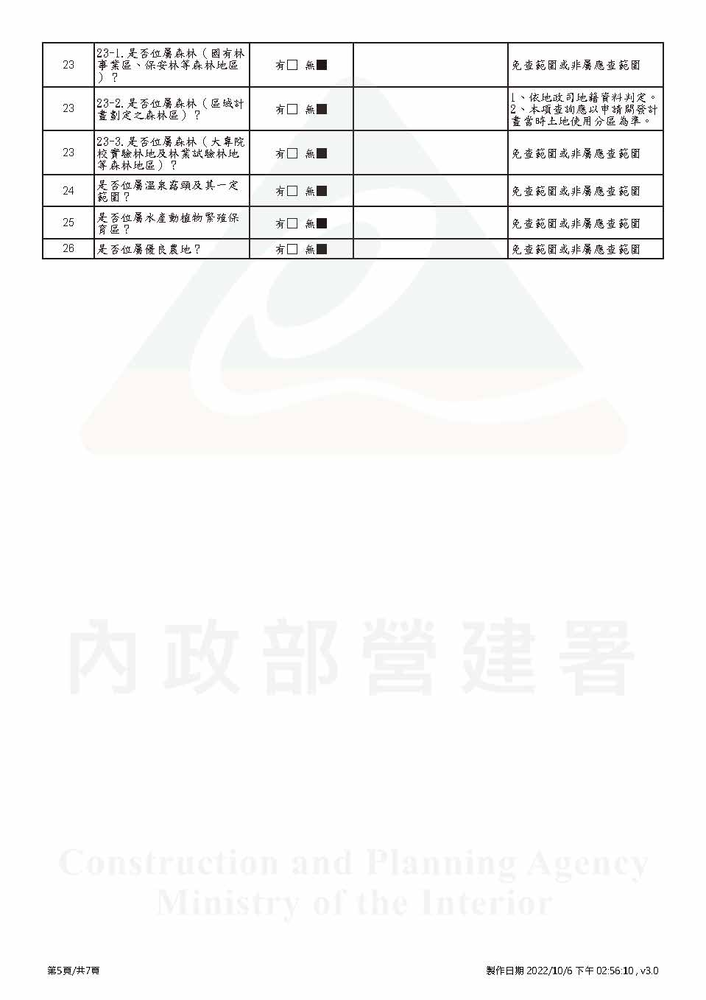 23
23-1.是否位屬森林（國有林
事業區、保安林等森林地區
）？
有□ 無■
免查範圍或非屬應查範圍
23
23-2.是否位屬森林（區域計
畫劃定之森林區）？
有□ 無■
1、依地政司地籍資料判定。
2、本項查詢應以申請開發計
畫當時土地使用分區為準。
23
23-3.是否位屬森林（大專院
校實驗林地及林業試驗林地
等森林地區）？
有□ 無■
免查範圍或非屬應查範圍
24
是否位屬溫泉露頭及其一定
範圍？
有□ 無■
免查範圍或非屬應查範圍
25
是否位屬水產動植物繁殖保
育區？
有□ 無■
免查範圍或非屬應查範圍
26
是否位屬優良農地？
有□ 無■
免查範圍或非屬應查範圍
內政部營建署
Construction and Planning Agency
Ministry of the Interior
第5頁/共7頁
製作日期 2022/10/6 下午 02:56:10 , v3.0